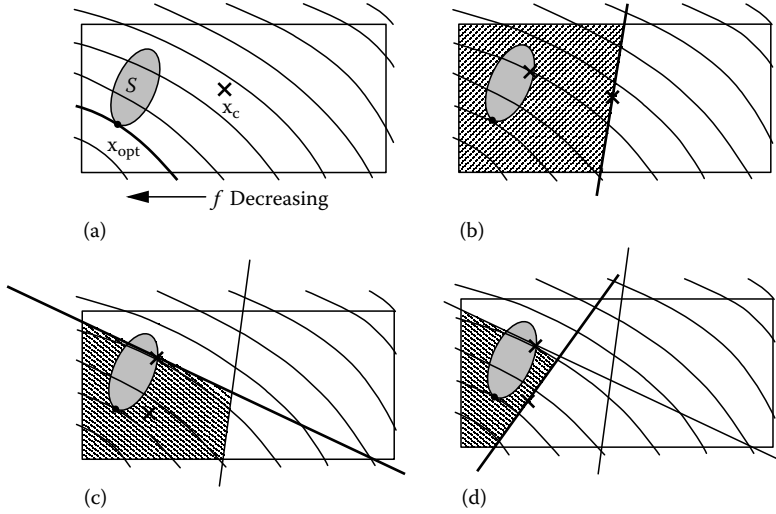 S
x_c
x_opt
f Decreasing
(a)
(b)
(c)
(d)